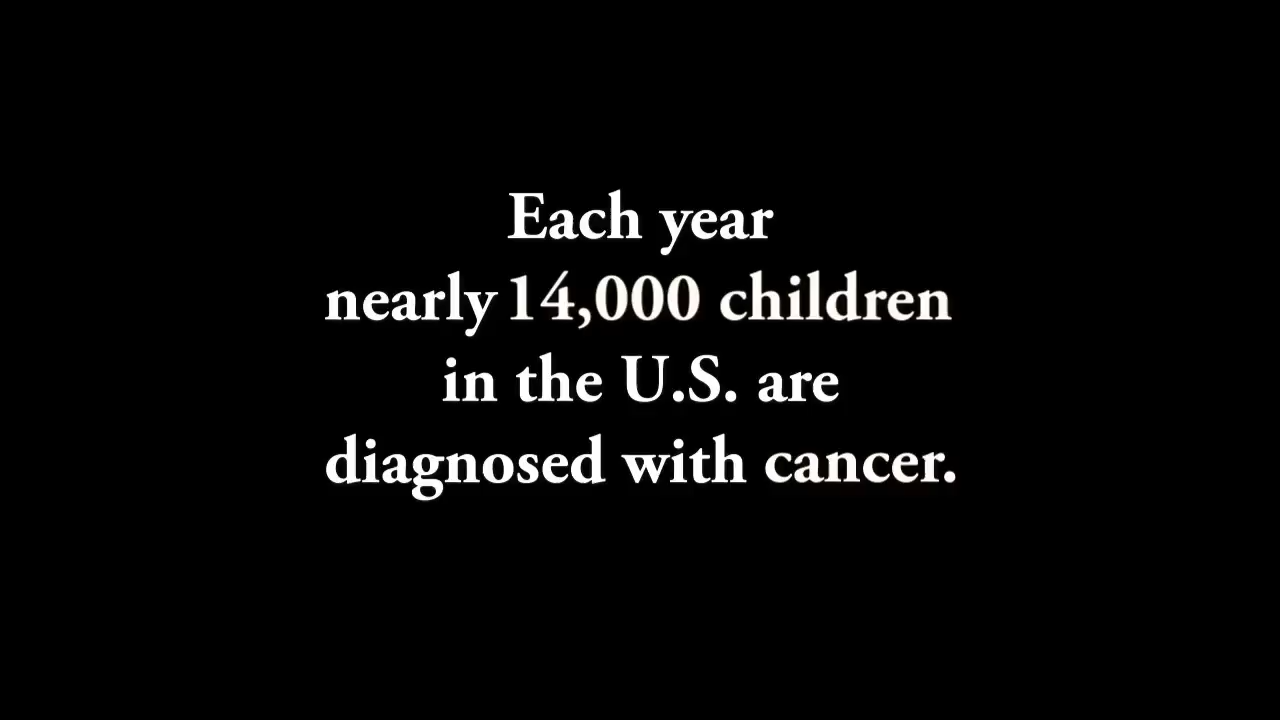 Each year
nearly 14,000 children
in the U.S. are
diagnosed with cancer.